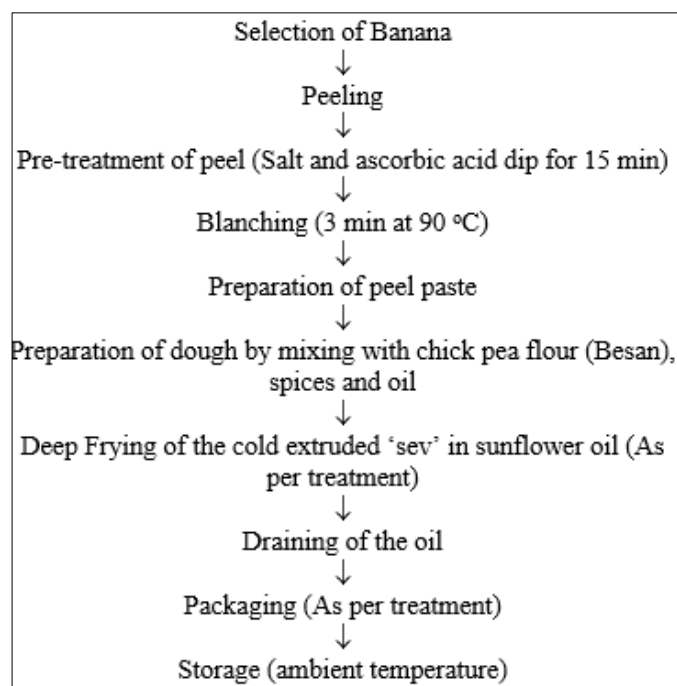 Selection of Banana
↓
Peeling
↓
Pre-treatment of peel (Salt and ascorbic acid dip for 15 min)
↓
Blanching (3 min at 90 ºC)
↓
Preparation of peel paste
↓
Preparation of dough by mixing with chick pea flour (Besan),
spices and oil
↓
Deep Frying of the cold extruded ‘sev’ in sunflower oil (As
per treatment)
↓
Draining of the oil
↓
Packaging (As per treatment)
↓
Storage (ambient temperature)